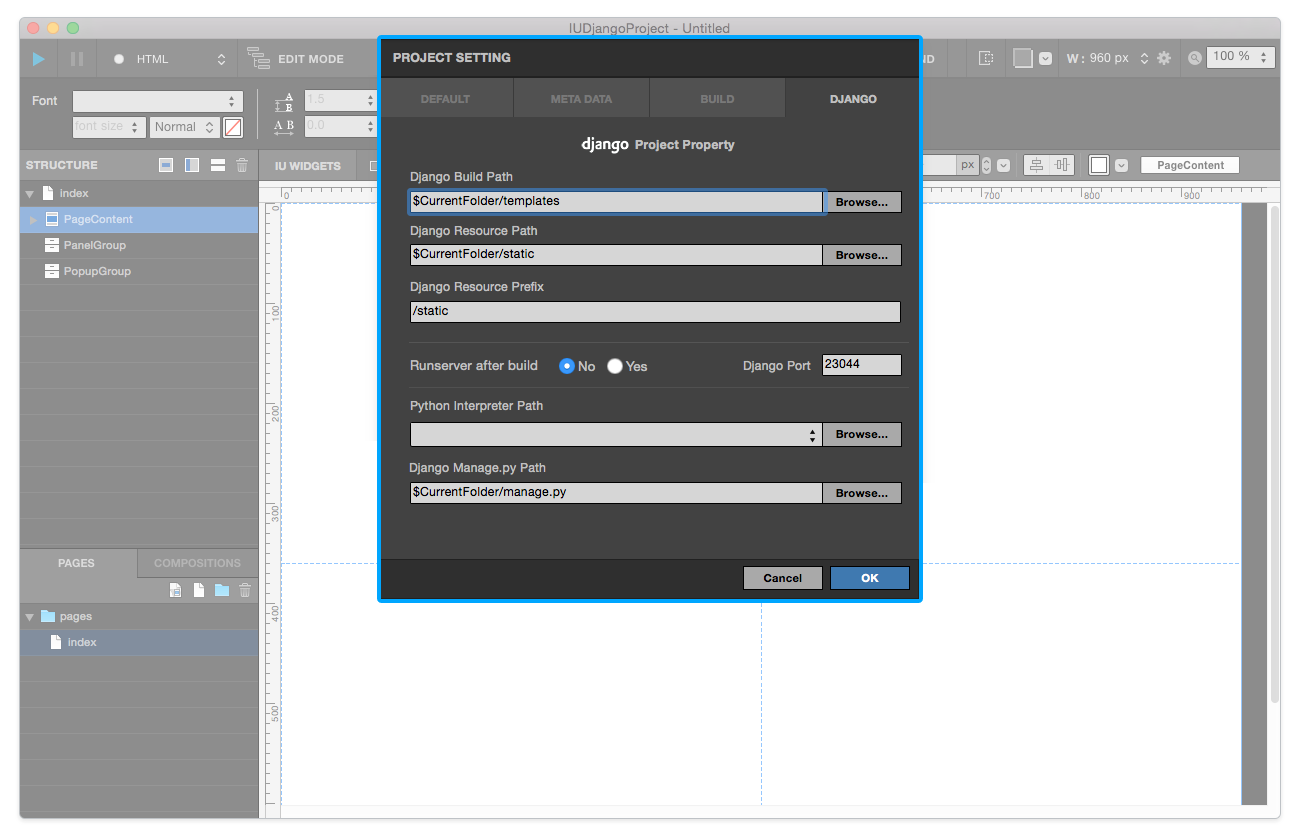 IUDjangoProject - Untitled
HTML
EDIT MODE
ND
W: 960 px
100 %
Font
font size
Normal
A
B
1.5
A B
0.0
STRUCTURE
IU WIDGETS
px
PageContent
index
PageContent
PanelGroup
PopupGroup
0
700
800
900
0
100
200
300
400
500
PROJECT SETTING
DEFAULT
META DATA
BUILD
DJANGO
django Project Property
Django Build Path
$CurrentFolder/templates
Browse...
Django Resource Path
$CurrentFolder/static
Browse...
Django Resource Prefix
/static
Runserver after build
No
Yes
Django Port
23044
Python Interpreter Path
Browse...
Django Manage.py Path
$CurrentFolder/manage.py
Browse...
Cancel
OK
PAGES
COMPOSITIONS
pages
index